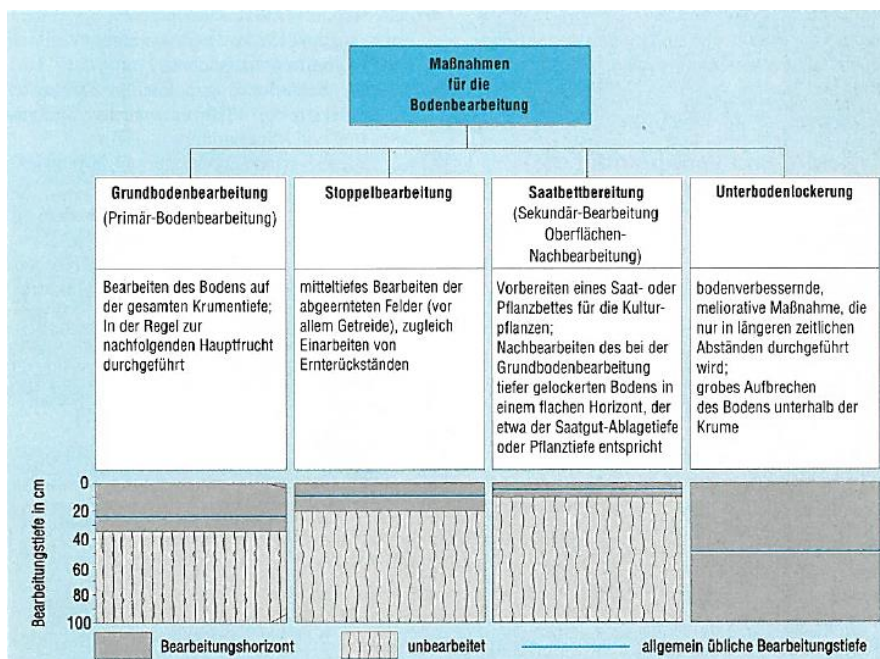 Maßnahmen
für die
Bodenbearbeitung
Grundbodenbearbeitung
(Primär-Bodenbearbeitung)
Bearbeiten des Bodens auf
der gesamten Krumentiefe;
In der Regel zur
nachfolgenden Hauptfrucht
durchgeführt
Stoppelbearbeitung
mitteltiefes Bearbeiten der
abgeernteten Felder (vor
allem Getreide), zugleich
Einarbeiten von
Ernterückständen
Saatbettbereitung
(Sekundär-Bearbeitung
Oberflächen-
Nachbearbeitung)
Vorbereiten eines Saat- oder
Pflanzbettes für die Kultur-
pflanzen;
Nachbearbeiten des bei der
Grundbodenbearbeitung
tiefer gelockerten Bodens in
einem flachen Horizont, der
etwa der Saatgut-Ablagetiefe
oder Pflanztiefe entspricht
Unterbodenlockerung
bodenverbessernde,
meliorative Maßnahme, die
nur in längeren zeitlichen
Abständen durchgeführt
wird;
grobes Aufbrechen
des Bodens unterhalb der
Krume
Bearbeitungstiefe in cm
0
20
40
60
80
100
Bearbeitungshorizont
unbearbeitet
allgemein übliche Bearbeitungstiefe